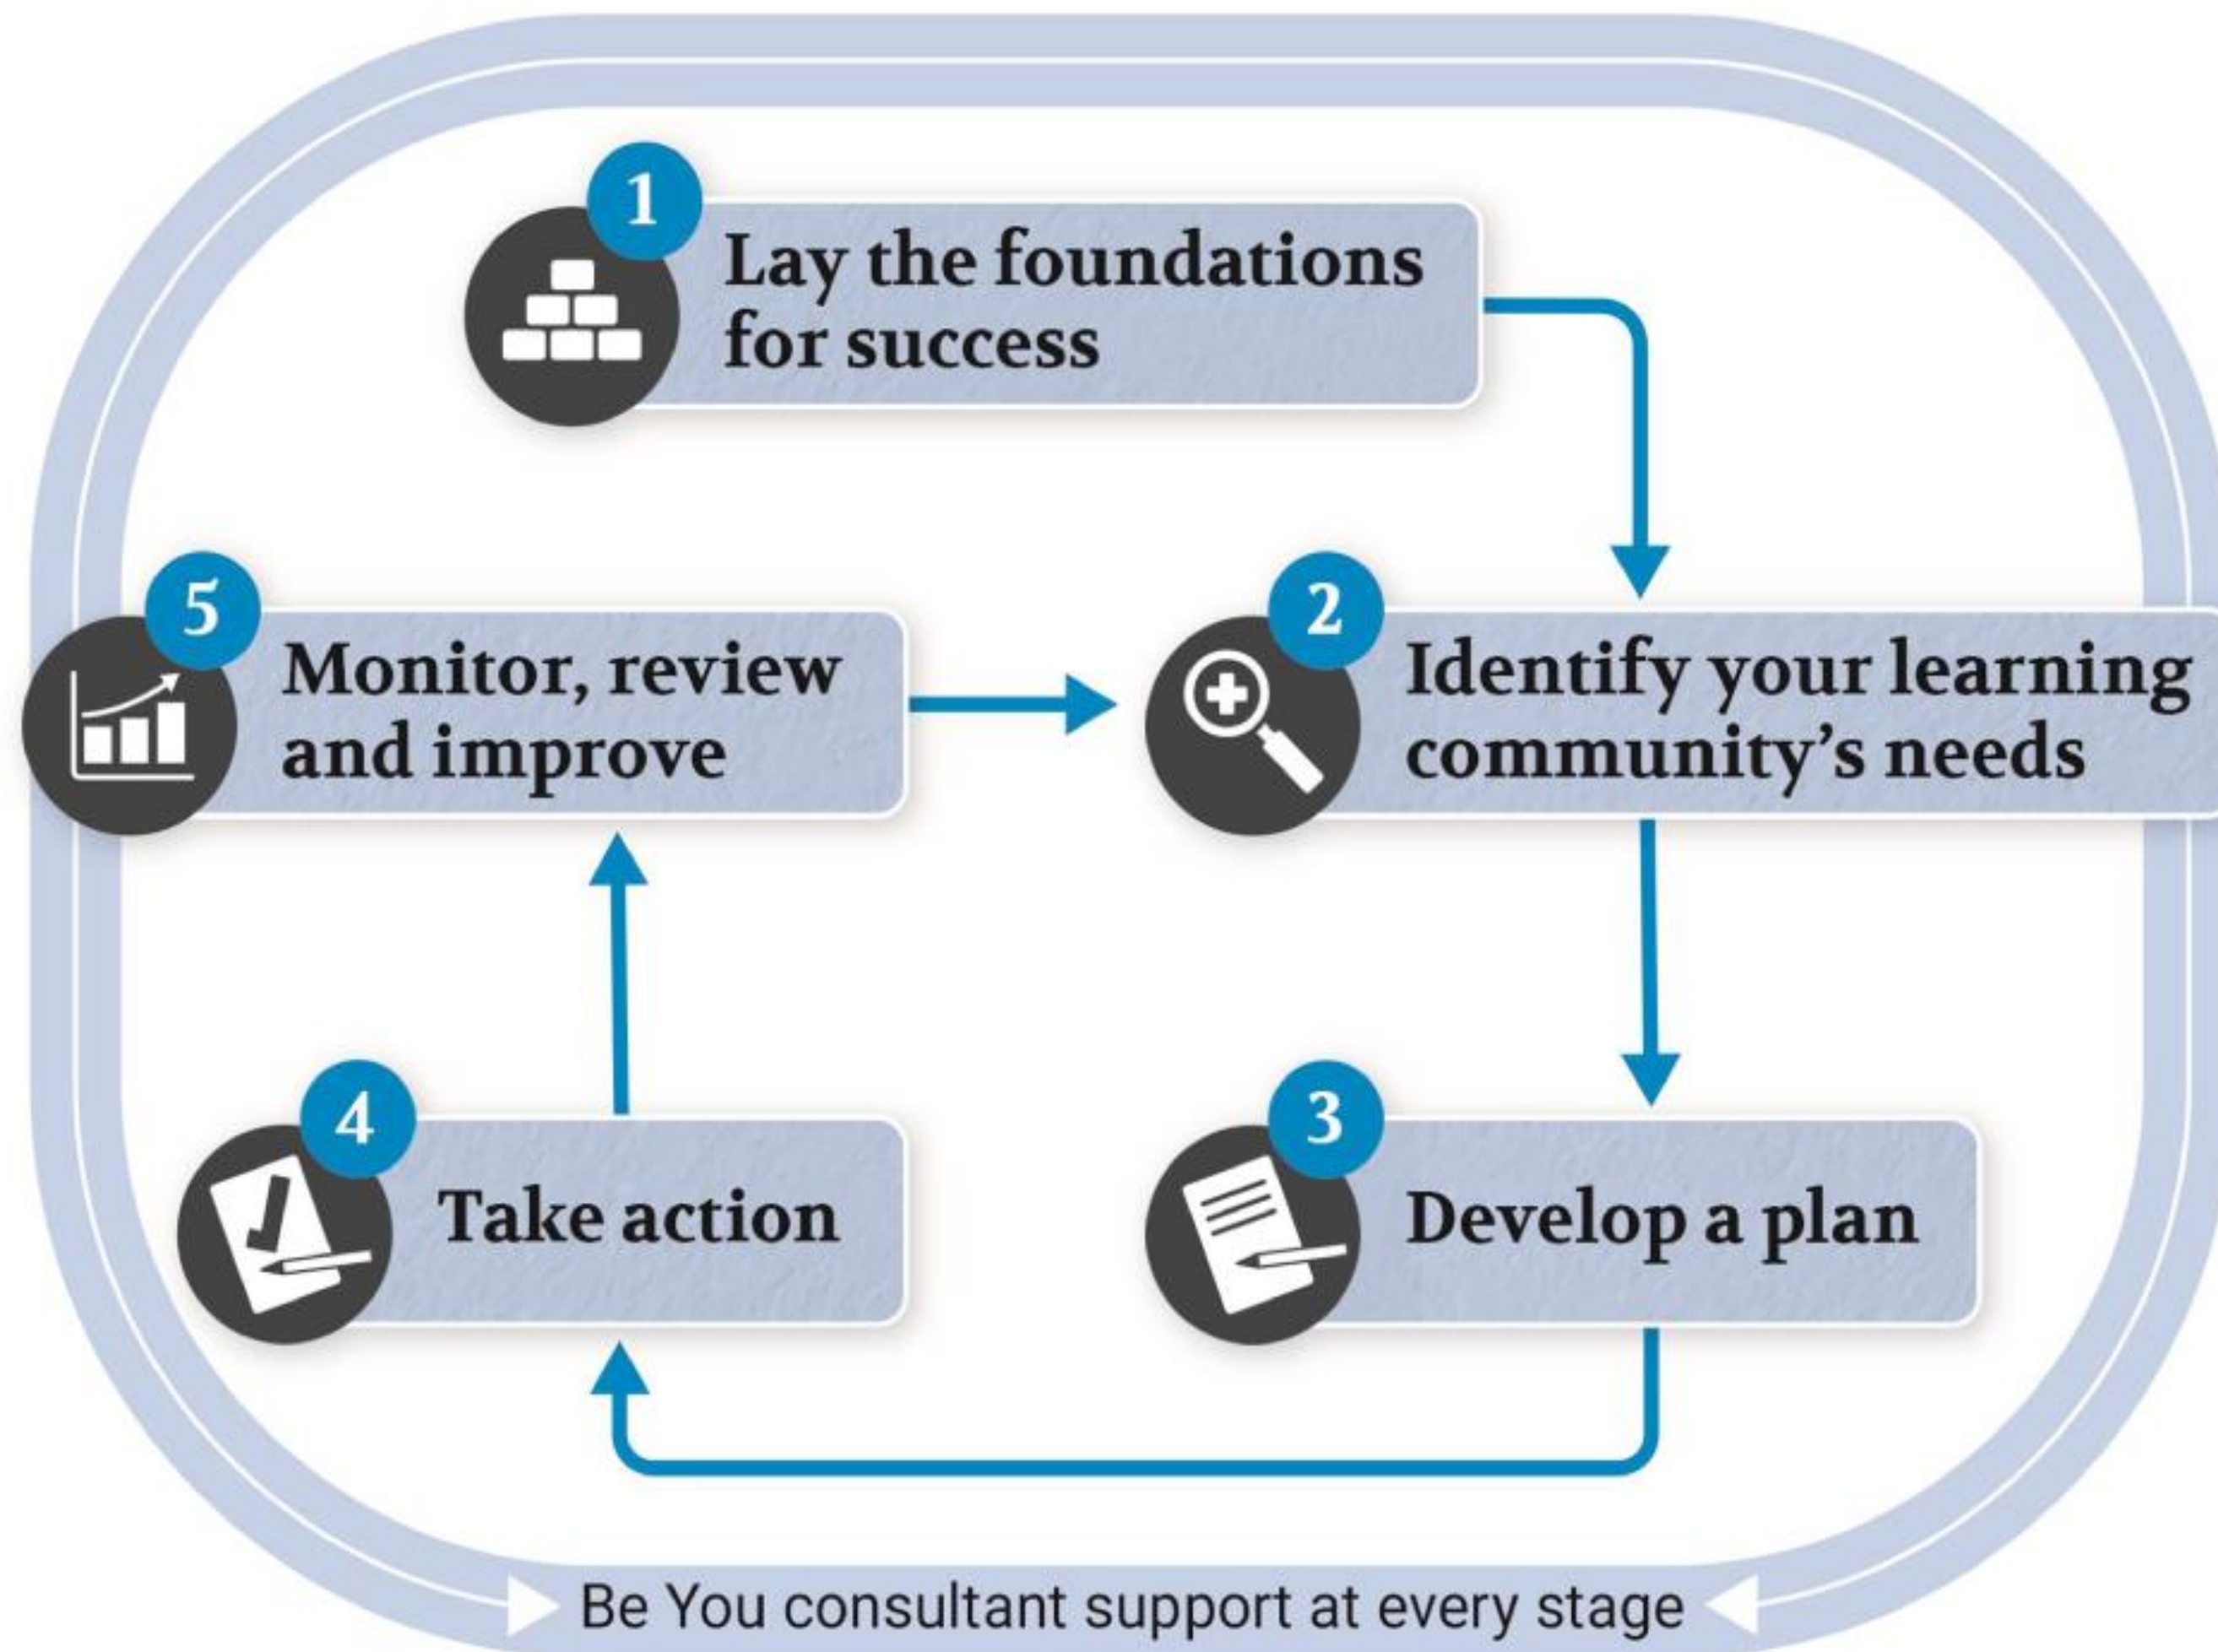 1
Lay the foundations
for success
2
Identify your learning
community’s needs
3
Develop a plan
4
Take action
5
Monitor, review
and improve
Be You consultant support at every stage